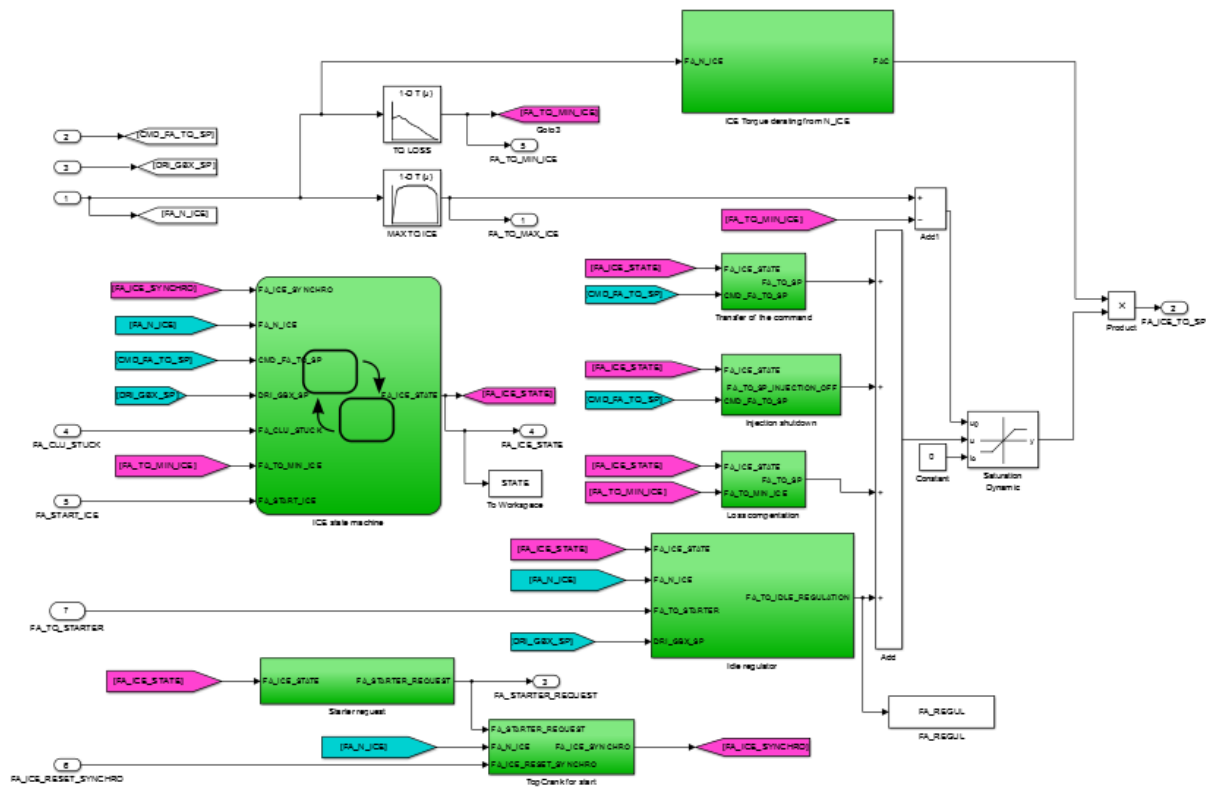 FA_N_ICE
FAC
ICE Torque derating from N_ICE
1-D T(u)
TQ LOSS
[FA_TQ_MIN_ICE]
Goto3
5
FA_TQ_MIN_ICE
2
[CMD_FA_TQ_SP]
3
[DRI_GBX_SP]
1
[FA_N_ICE]
1-D T(u)
MAX TQ ICE
1
FA_TQ_MAX_ICE
[FA_TQ_MIN_ICE]
+
−
Add1
[FA_ICE_STATE]
[CMD_FA_TQ_SP]
FA_ICE_STATE
FA_TQ_SP
CMD_FA_TQ_SP
Transfer of the command
+
×
Product
2
FA_ICE_TQ_SP
[FA_ICE_SYNCHRO]
[FA_N_ICE]
[CMD_FA_TQ_SP]
[DRI_GBX_SP]
4
FA_CLU_STUCK
[FA_TQ_MIN_ICE]
5
FA_START_ICE
FA_ICE_SYNCHRO
FA_N_ICE
CMD_FA_TQ_SP
DRI_GBX_SP
FA_ICE_STATE
FA_CLU_STUCK
FA_TQ_MIN_ICE
FA_START_ICE
ICE state machine
[FA_ICE_STATE]
4
FA_ICE_STATE
STATE
To Workspace
[FA_ICE_STATE]
[CMD_FA_TQ_SP]
FA_ICE_STATE
FA_TQ_SP_INJECTION_OFF
CMD_FA_TQ_SP
Injection shutdown
+
[FA_ICE_STATE]
[FA_TQ_MIN_ICE]
FA_ICE_STATE
FA_TQ_SP
FA_TQ_MIN_ICE
Loss compentation
+
0
Constant
up
u
lo
y
Saturation
Dynamic
[FA_ICE_STATE]
[FA_N_ICE]
7
FA_TQ_STARTER
[DRI_GBX_SP]
FA_ICE_STATE
FA_N_ICE
FA_TQ_IDLE_REGULATION
FA_TQ_STARTER
DRI_GBX_SP
Idle regulator
+
Add
FA_REGUL
FA_REGUL
[FA_ICE_STATE]
FA_ICE_STATE
FA_STARTER_REQUEST
Starter request
3
FA_STARTER_REQUEST
[FA_N_ICE]
6
FA_ICE_RESET_SYNCHRO
FA_STARTER_REQUEST
FA_N_ICE
FA_ICE_SYNCHRO
FA_ICE_RESET_SYNCHRO
Top Crank for start
[FA_ICE_SYNCHRO]